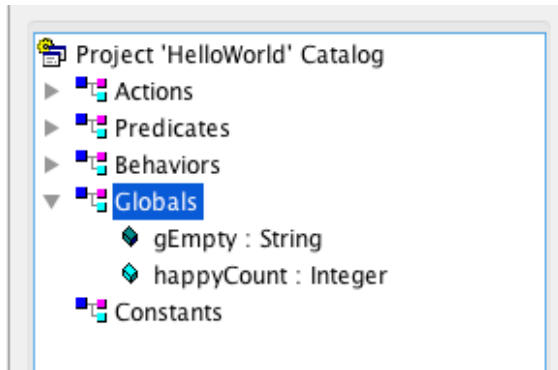 Project 'HelloWorld' Catalog
Actions
Predicates
Behaviors
Globals
gEmpty : String
happyCount : Integer
Constants